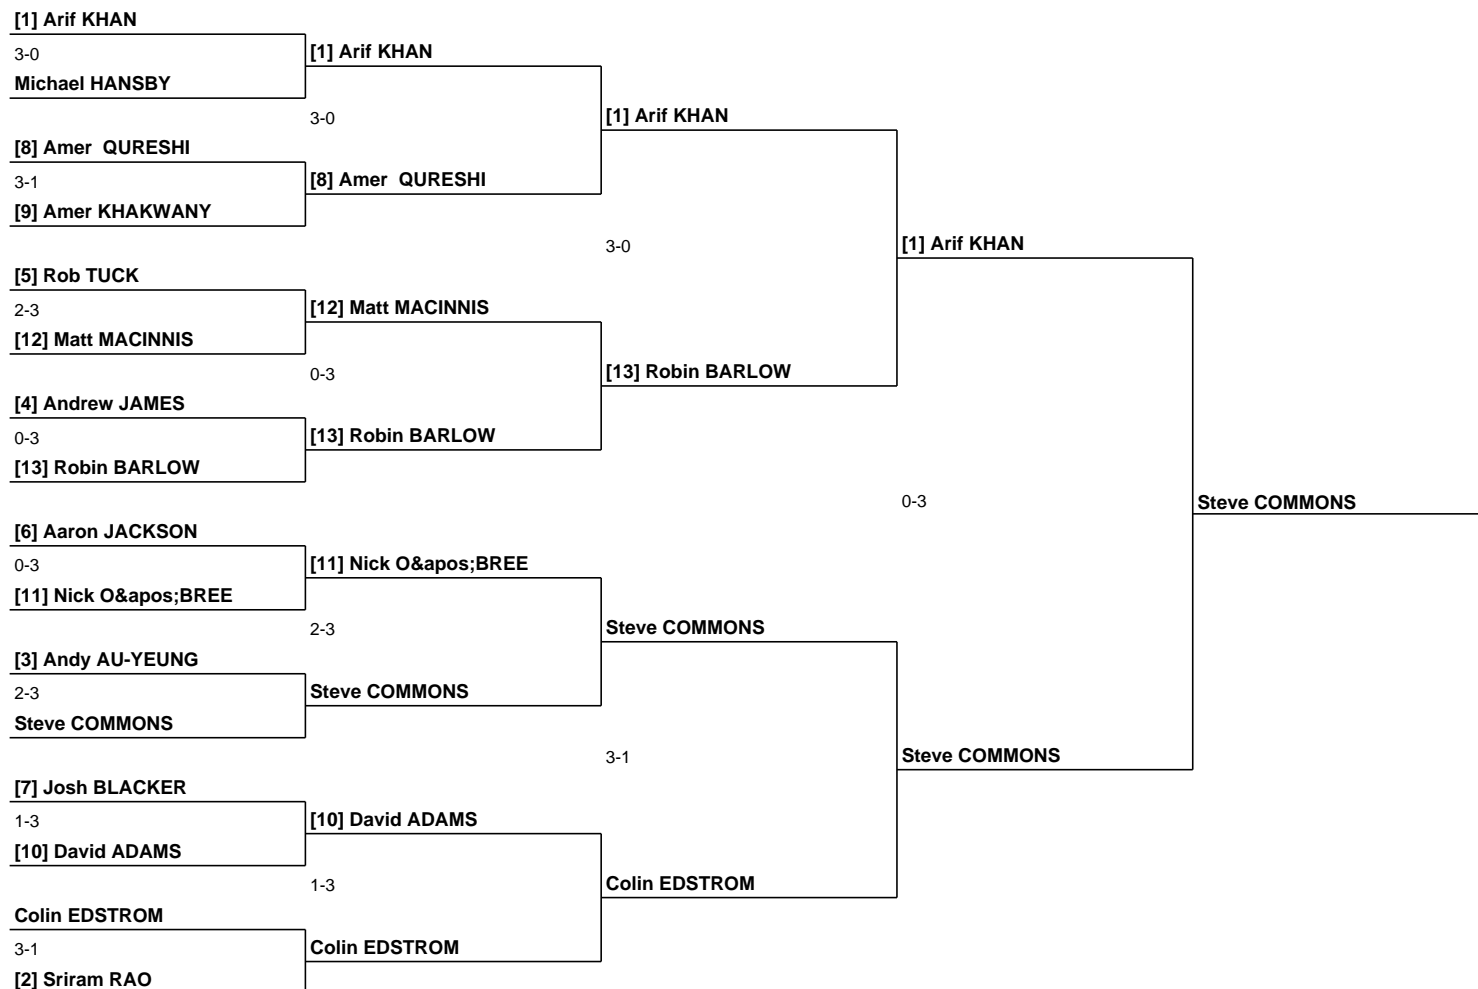 [1] Arif KHAN
3-0
[1] Arif KHAN
Michael HANSBY
3-0
[1] Arif KHAN
[8] Amer  QURESHI
3-1
[8] Amer  QURESHI
[9] Amer KHAKWANY
3-0
[1] Arif KHAN
[5] Rob TUCK
2-3
[12] Matt MACINNIS
[12] Matt MACINNIS
0-3
[13] Robin BARLOW
[4] Andrew JAMES
0-3
[13] Robin BARLOW
[13] Robin BARLOW
0-3
Steve COMMONS
[6] Aaron JACKSON
0-3
[11] Nick O&apos;BREE
[11] Nick O&apos;BREE
2-3
Steve COMMONS
[3] Andy AU-YEUNG
2-3
Steve COMMONS
Steve COMMONS
3-1
Steve COMMONS
[7] Josh BLACKER
1-3
[10] David ADAMS
[10] David ADAMS
1-3
Colin EDSTROM
Colin EDSTROM
3-1
Colin EDSTROM
[2] Sriram RAO